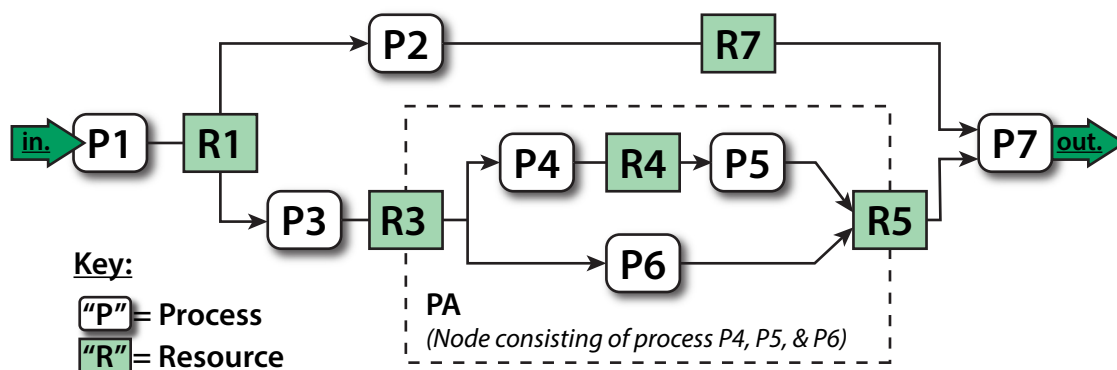 P2
R7
in.
P1
R1
P4
R4
P5
P7
out.
P3
R3
R5
P6
Key:
"P" = Process
"R" = Resource
PA
(Node consisting of process P4, P5, & P6)